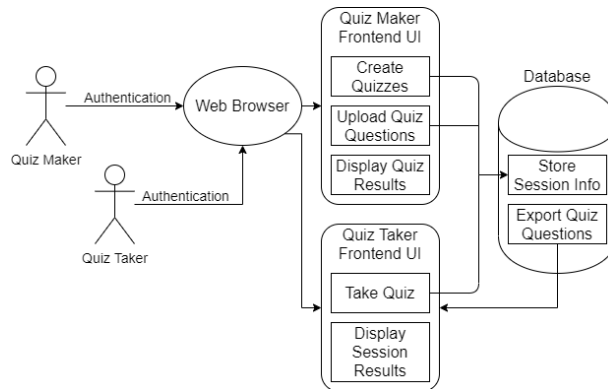 Quiz Maker
Frontend UI
Create
Quizzes
Upload Quiz
Questions
Display Quiz
Results
Database
Store
Session Info
Export Quiz
Questions
Authentication
Web Browser
Quiz Maker
Authentication
Quiz Taker
Quiz Taker
Frontend UI
Take Quiz
Display
Session
Results